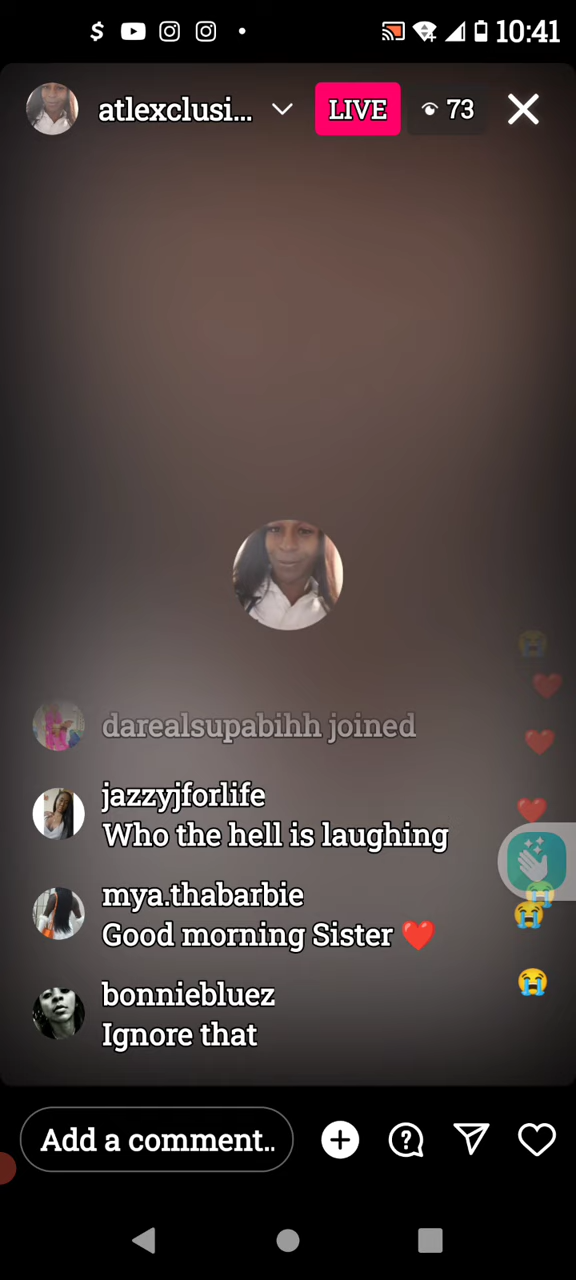 10:41
atlexclusi...
LIVE
73
darealsupabihh joined
jazzyjforlife
Who the hell is laughing
mya.thabarbie
Good morning Sister ❤️
bonniebluez
Ignore that
Add a comment..